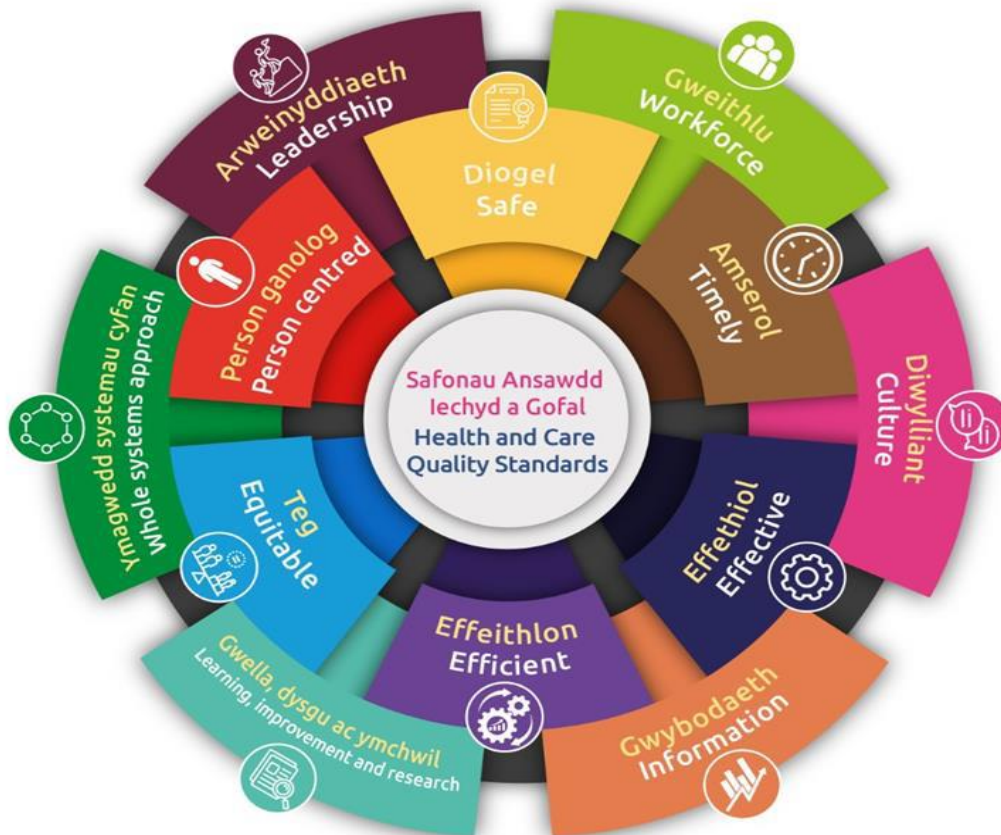 Arweinyddiaeth
Leadership
Gweithlu
Workforce
Diogel
Safe
Person ganolog
Person centred
Amserol
Timely
Ymagwedd systemau cyfan
Whole systems approach
Safonau Ansawdd
Iechyd a Gofal
Health and Care
Quality Standards
Diwylliant
Culture
Teg
Equitable
Effethiol
Effective
Effeithlon
Efficient
Gwella, dysgu ac ymchwil
Learning, improvement and research
Gwybodaeth
Information